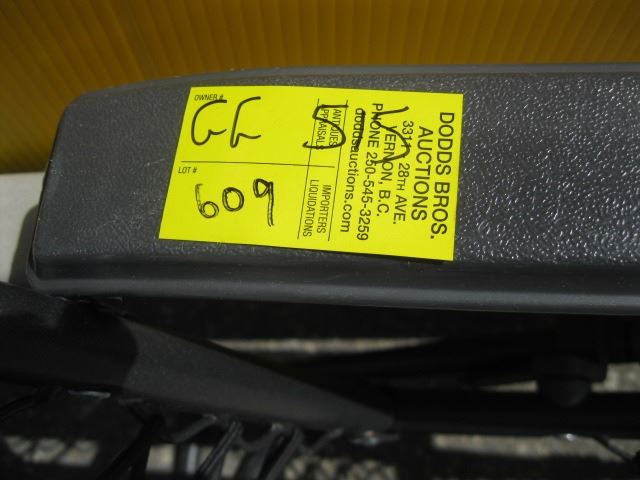 DODDS BROS.
AUCTIONS
3311 28TH AVE.
VERNON, B.C.
PHONE 250-545-3259
doddsauctions.com
ANTIQUES
APPRAISALS
IMPORTERS
LIQUIDATIONS
OWNER #
LOT #
609